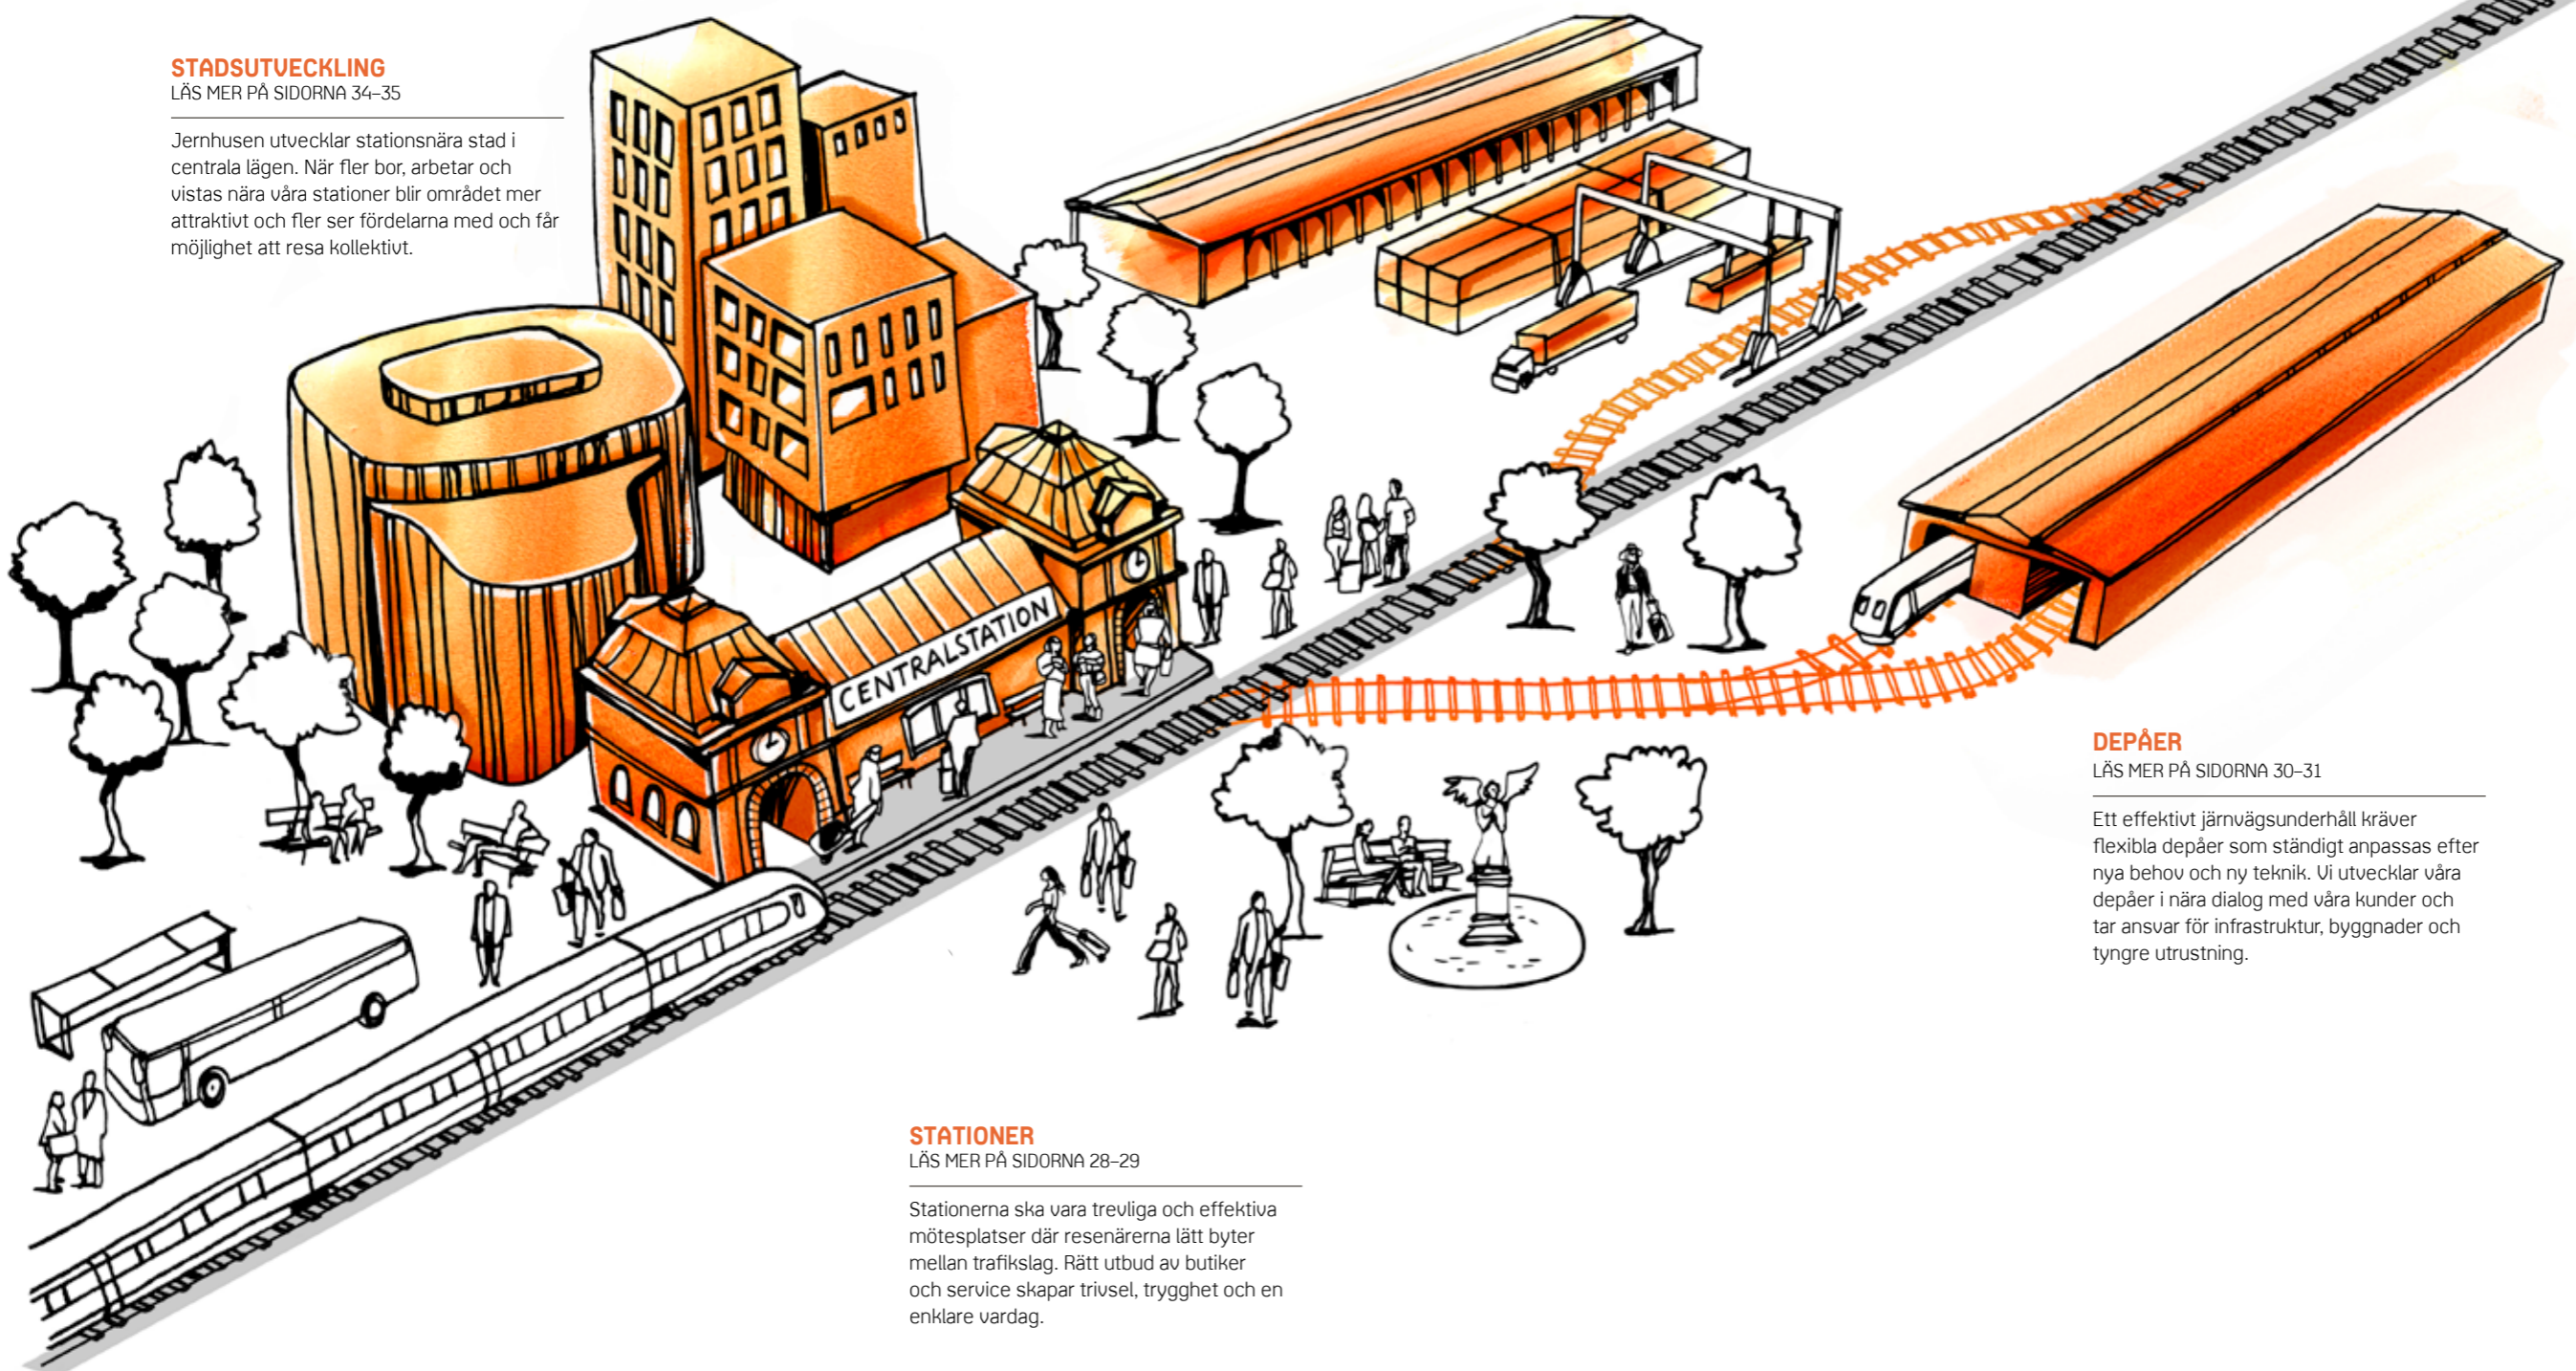 STADSUTVECKLING
LÄS MER PÅ SIDORNA 34–35
Jernhusen utvecklar stationsnära stad i
centrala lägen. När fler bor, arbetar och
vistas nära våra stationer blir området mer
attraktivt och fler ser fördelarna med och får
möjlighet att resa kollektivt.
CENTRALSTATION
DEPÅER
LÄS MER PÅ SIDORNA 30–31
Ett effektivt järnvägsunderhåll kräver
flexibla depåer som ständigt anpassas efter
nya behov och ny teknik. Vi utvecklar våra
depåer i nära dialog med våra kunder och
tar ansvar för infrastruktur, byggnader och
tyngre utrustning.
STATIONER
LÄS MER PÅ SIDORNA 28–29
Stationerna ska vara trevliga och effektiva
mötesplatser där resenärerna lätt byter
mellan trafikslag. Rätt utbud av butiker
och service skapar trivsel, trygghet och en
enklare vardag.